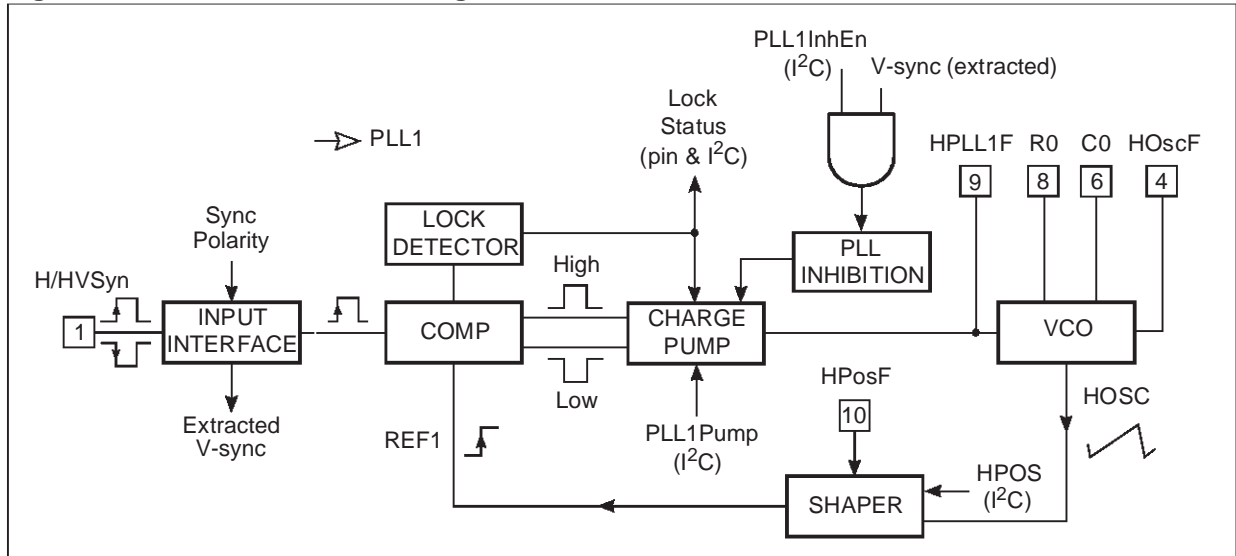 PLL1InhEn
(I²C)
V-sync (extracted)
Lock
Status
(pin & I²C)
PLL1
HPLL1F
R0
C0
HOscF
9
8
6
4
Sync
Polarity
LOCK
DETECTOR
PLL
INHIBITION
High
H/HVSyn
1
INPUT
INTERFACE
COMP
CHARGE
PUMP
VCO
Low
HPosF
10
HOSC
Extracted
V-sync
REF1
PLL1Pump
(I²C)
SHAPER
HPOS
(I²C)